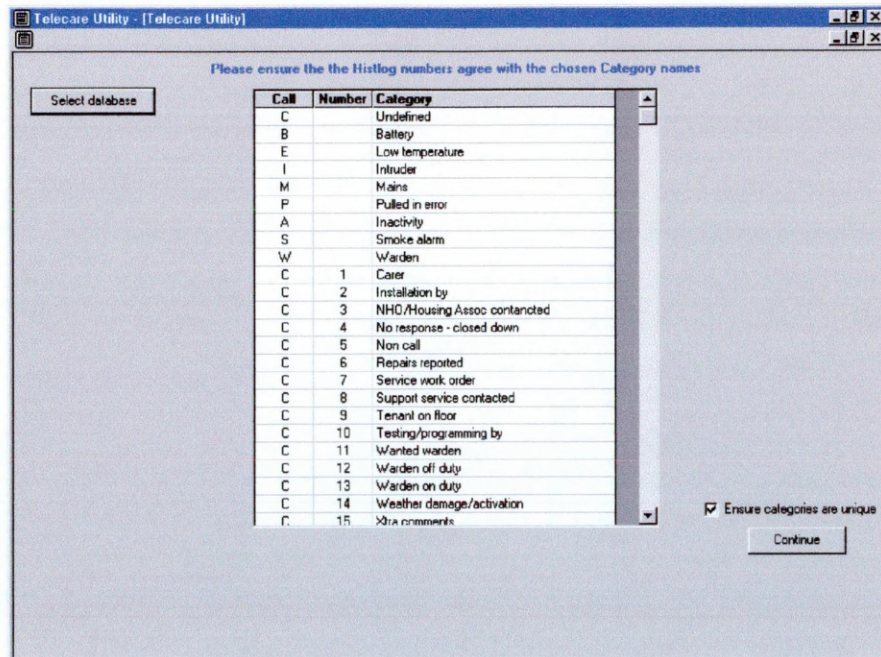 Telecare Utility - [Telecare Utility]
Please ensure the the Histlog numbers agree with the chosen Category names
Select database
Call Number Category
C Undefined
B Battery
E Low temperature
I Intruder
M Mains
P Pulled in error
A Inactivity
S Smoke alarm
W Warden
C 1 Carer
C 2 Installation by
C 3 NHO/Housing Assoc contancted
C 4 No response - closed down
C 5 Non call
C 6 Repairs reported
C 7 Service work order
C 8 Support service contacted
C 9 Tenant on floor
C 10 Testing/programming by
C 11 Wanted warden
C 12 Warden off duty
C 13 Warden on duty
C 14 Weather damage/activation
C 15 Xtra comments
Ensure categories are unique
Continue